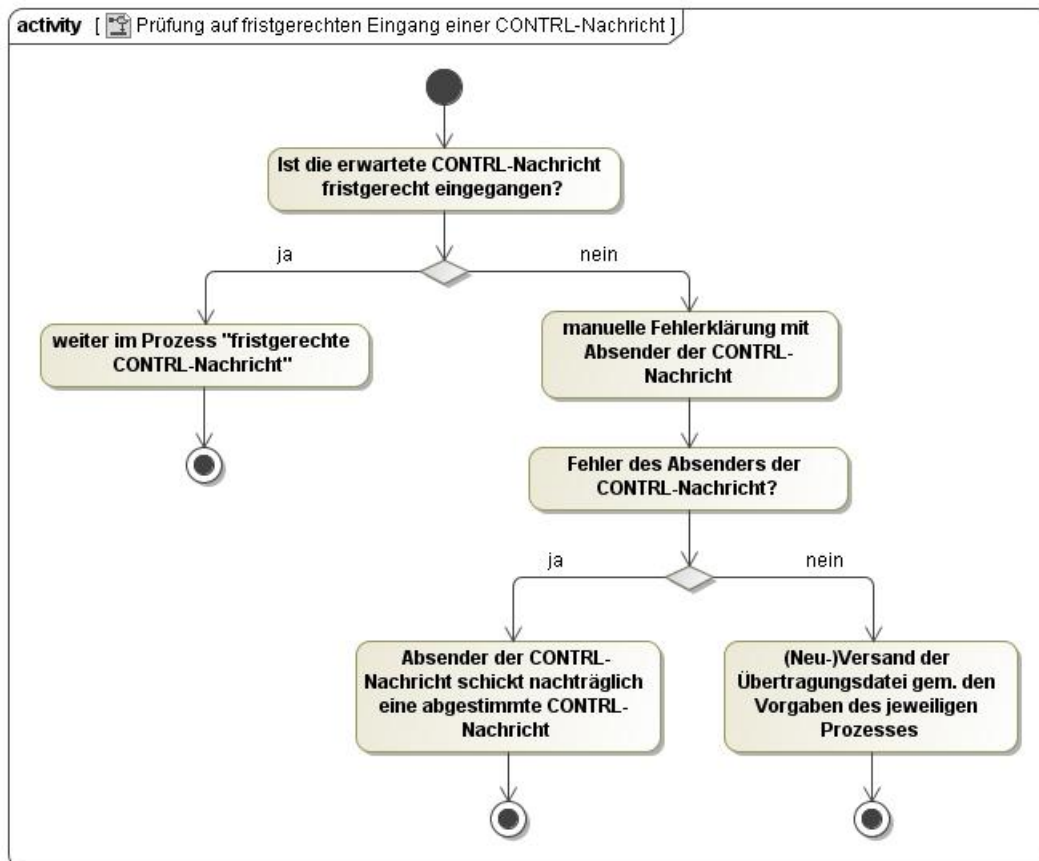 activity [ Prüfung auf fristgerechten Eingang einer CONTRL-Nachricht ]
Ist die erwartete CONTRL-Nachricht
fristgerecht eingegangen?
ja
nein
weiter im Prozess "fristgerechte
CONTRL-Nachricht"
manuelle Fehlerklärung mit
Absender der CONTRL-
Nachricht
Fehler des Absenders der
CONTRL-Nachricht?
ja
nein
Absender der CONTRL-
Nachricht schickt nachträglich
eine abgestimmte CONTRL-
Nachricht
(Neu-)Versand der
Übertragungsdatei gem. den
Vorgaben des jeweiligen
Prozesses